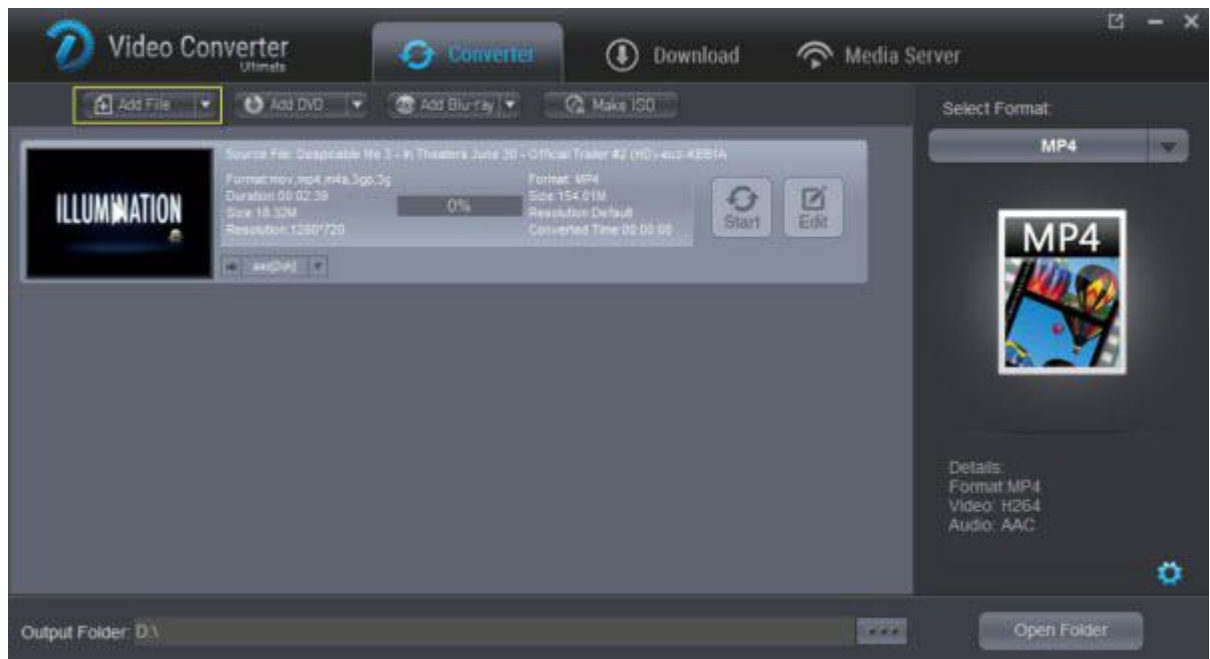 Video Converter
Ultimate
Converter
Download
Media Server
Add File
Add DVD
Add Blu-ray
Make ISO
Select Format:
MP4
Source File: Despicable Me 3 - In Theaters June 30 - Official Trailer #2 (HD)
Format:mov,mp4,m4a,3gp,3g
Duration:00:02:39
Size:18.32M
Resolution:1280*720
0%
Format: MP4
Size:154.01M
Resolution:Default
Converted Time:00:00:00
Start
Edit
ILLUMINATION
MP4
Details:
Format:MP4
Video: H264
Audio: AAC
Output Folder: D:\
Open Folder